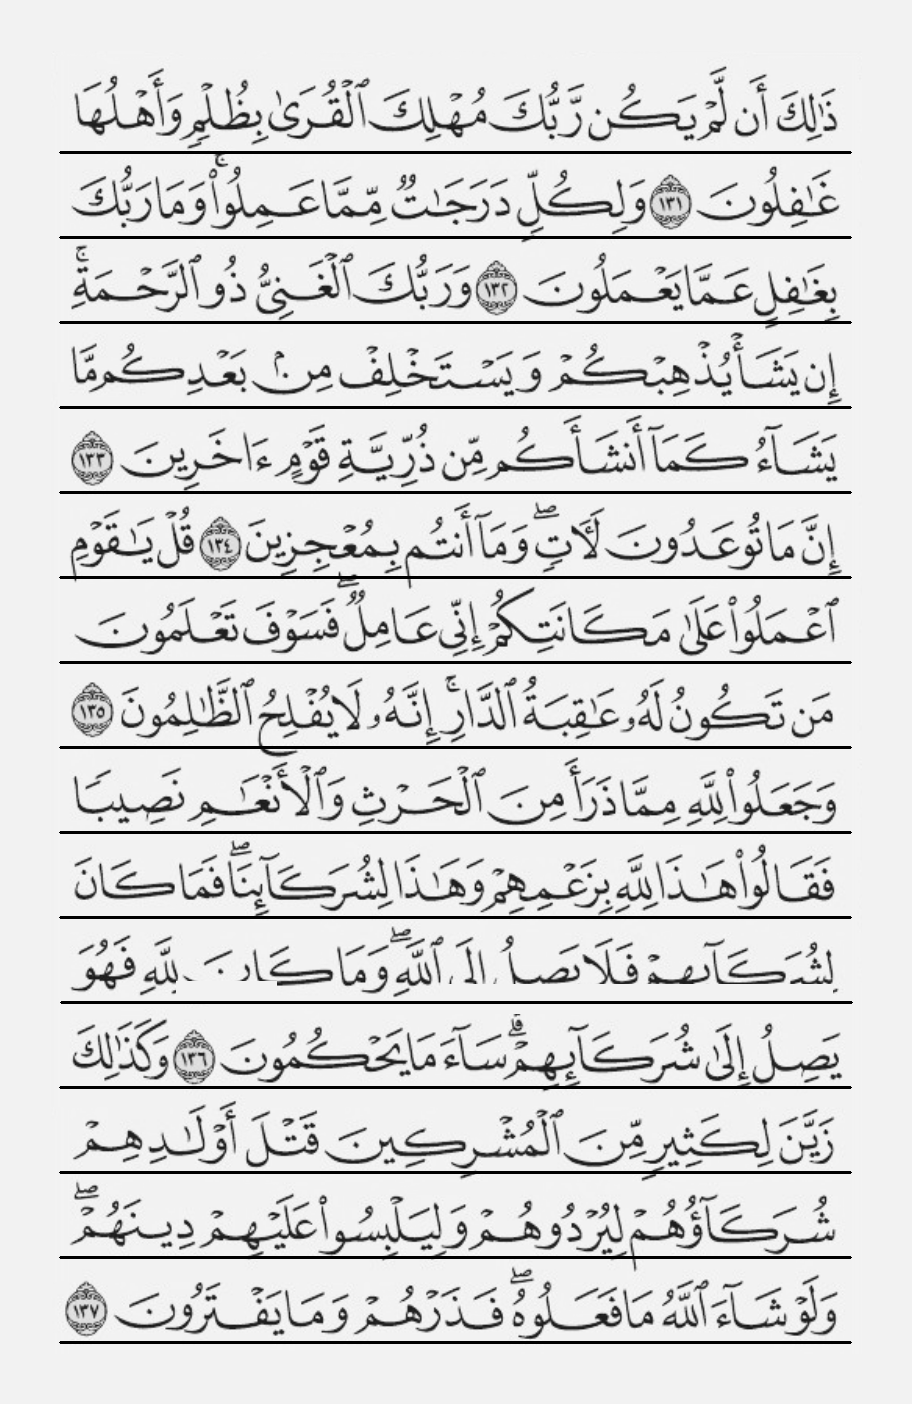 ذَٰلِكَ أَن لَّمْ يَكُن رَّبُّكَ مُهْلِكَ ٱلْقُرَىٰ بِظُلْمٍ وَأَهْلُهَا
غَٰفِلُونَ ١٣١ وَلِكُلٍّ دَرَجَٰتٌ مِّمَّا عَمِلُوا۟ ۚ وَمَا رَبُّكَ
بِغَٰفِلٍ عَمَّا يَعْمَلُونَ ١٣٢ وَرَبُّكَ ٱلْغَنِىُّ ذُو ٱلرَّحْمَةِ ۚ
إِن يَشَأْ يُذْهِبْكُمْ وَيَسْتَخْلِفْ مِنۢ بَعْدِكُم مَّا
يَشَآءُ كَمَآ أَنشَأَكُم مِّن ذُرِّيَّةِ قَوْمٍ ءَاخَرِينَ ١٣٣
إِنَّ مَا تُوعَدُونَ لَـَٔاتٍ ۖ وَمَآ أَنتُم بِمُعْجِزِينَ ١٣٤ قُلْ يَٰقَوْمِ
ٱعْمَلُوا۟ عَلَىٰ مَكَانَتِكُمْ إِنِّى عَامِلٌ ۖ فَسَوْفَ تَعْلَمُونَ
مَن تَكُونُ لَهُۥ عَٰقِبَةُ ٱلدَّارِ ۚ إِنَّهُۥ لَا يُفْلِحُ ٱلظَّٰلِمُونَ ١٣٥
وَجَعَلُوا۟ لِلَّهِ مِمَّا ذَرَأَ مِنَ ٱلْحَرْثِ وَٱلْأَنْعَٰمِ نَصِيبًا
فَقَالُوا۟ هَٰذَا لِلَّهِ بِزَعْمِهِمْ وَهَٰذَا لِشُرَكَآئِنَا ۖ فَمَا كَانَ
لِشُرَكَآئِهِمْ فَلَا يَصِلُ إِلَى ٱللَّهِ ۖ وَمَا كَانَ لِلَّهِ فَهُوَ
يَصِلُ إِلَىٰ شُرَكَآئِهِمْ ۗ سَآءَ مَا يَحْكُمُونَ ١٣٦ وَكَذَٰلِكَ
زَيَّنَ لِكَثِيرٍ مِّنَ ٱلْمُشْرِكِينَ قَتْلَ أَوْلَٰدِهِمْ
شُرَكَآؤُهُمْ لِيُرْدُوهُمْ وَلِيَلْبِسُوا۟ عَلَيْهِمْ دِينَهُمْ ۖ
وَلَوْ شَآءَ ٱللَّهُ مَا فَعَلُوهُ ۖ فَذَرْهُمْ وَمَا يَفْتَرُونَ ١٣٧